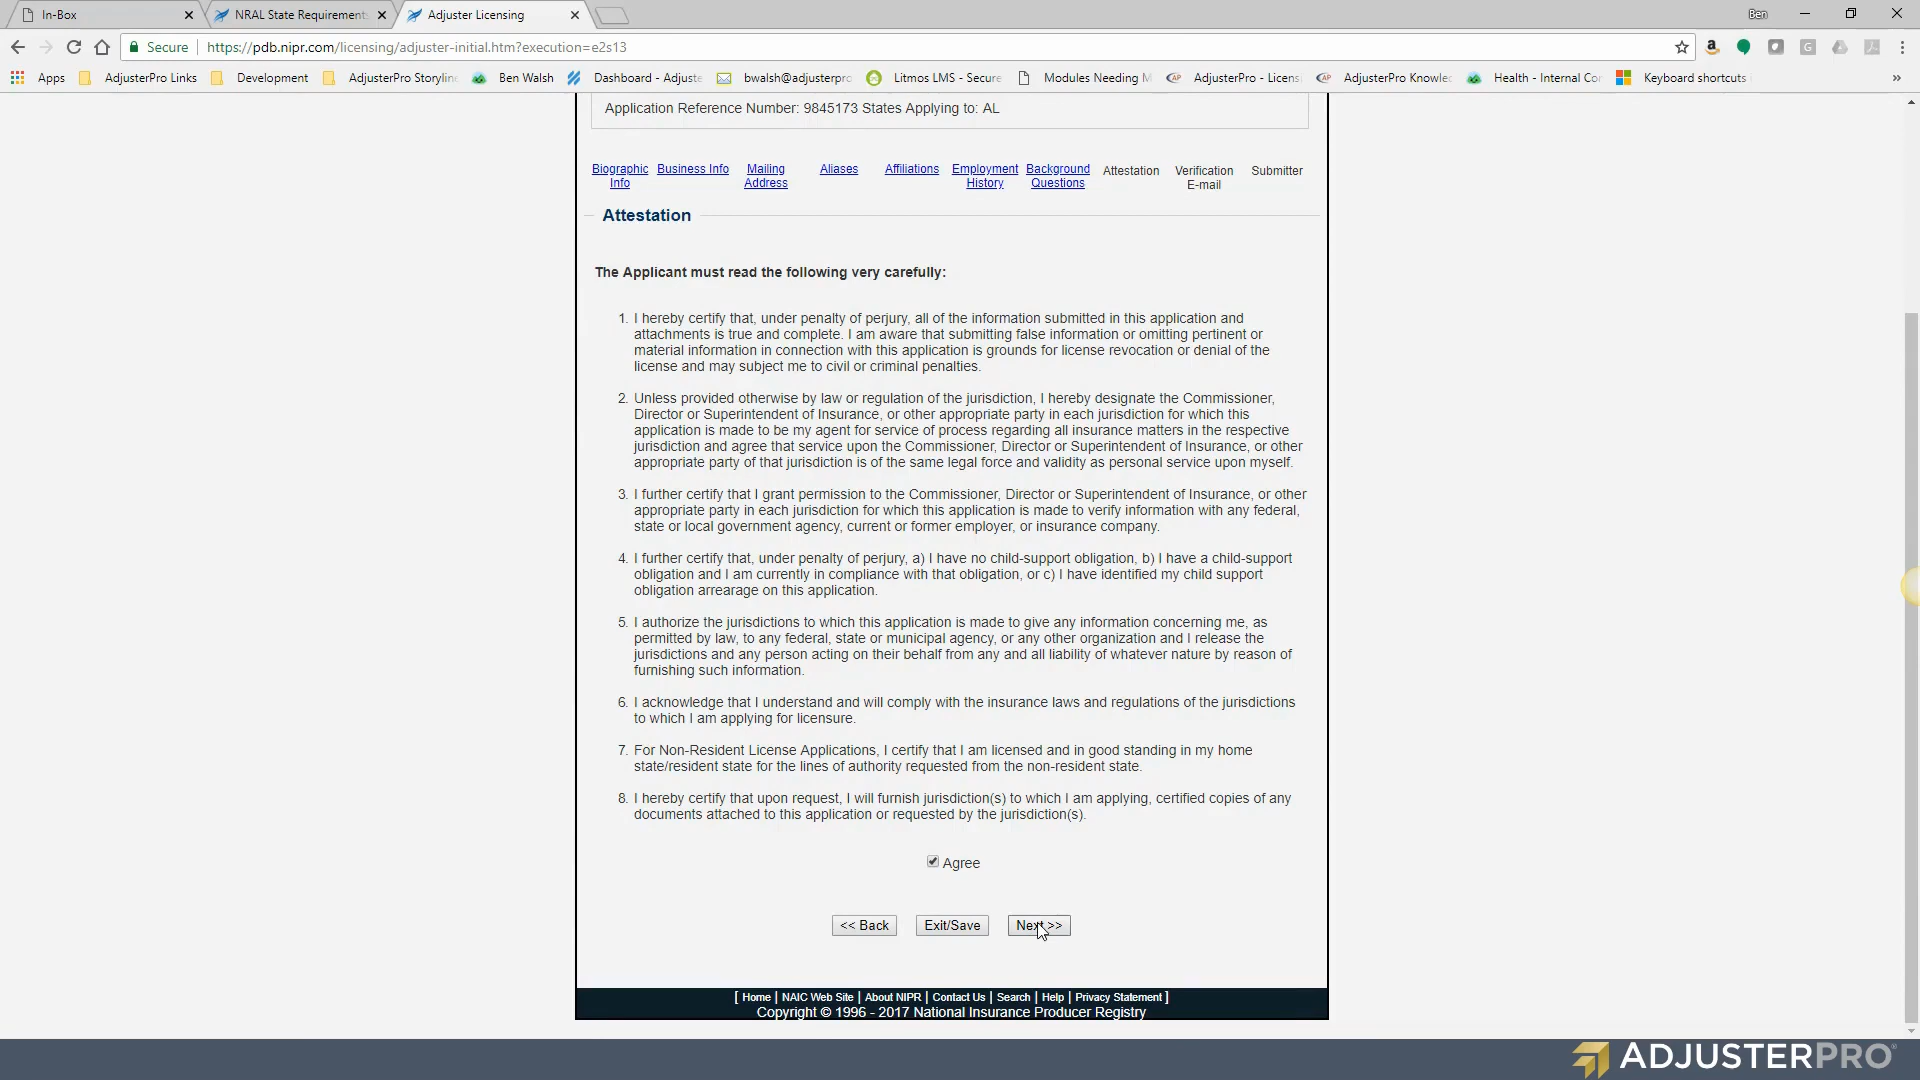 In-Box
NRAL State Requirements
Adjuster Licensing
Ben
Secure
https://pdb.nipr.com/licensing/adjuster-initial.htm?execution=e2s13
Apps
AdjusterPro Links
Development
AdjusterPro Storylin
Ben Walsh
Dashboard - Adjuste
bwalsh@adjusterpro
Litmos LMS - Secure
Modules Needing M
AdjusterPro - Licens
AdjusterPro Knowle
Health - Internal Co
Keyboard shortcuts
»
Application Reference Number: 9845173 States Applying to: AL
Biographic Info
Business Info
Mailing Address
Aliases
Affiliations
Employment History
Background Questions
Attestation
Verification E-mail
Submitter
Attestation
The Applicant must read the following very carefully:
1. I hereby certify that, under penalty of perjury, all of the information submitted in this application and
attachments is true and complete. I am aware that submitting false information or omitting pertinent or
material information in connection with this application is grounds for license revocation or denial of the
license and may subject me to civil or criminal penalties.
2. Unless provided otherwise by law or regulation of the jurisdiction, I hereby designate the Commissioner,
Director or Superintendent of Insurance, or other appropriate party in each jurisdiction for which this
application is made to be my agent for service of process regarding all insurance matters in the respective
jurisdiction and agree that service upon the Commissioner, Director or Superintendent of Insurance, or other
appropriate party of that jurisdiction is of the same legal force and validity as personal service upon myself.
3. I further certify that I grant permission to the Commissioner, Director or Superintendent of Insurance, or other
appropriate party in each jurisdiction for which this application is made to verify information with any federal,
state or local government agency, current or former employer, or insurance company.
4. I further certify that, under penalty of perjury, a) I have no child-support obligation, b) I have a child-support
obligation and I am currently in compliance with that obligation, or c) I have identified my child support
obligation arrearage on this application.
5. I authorize the jurisdictions to which this application is made to give any information concerning me, as
permitted by law, to any federal, state or municipal agency, or any other organization and I release the
jurisdictions and any person acting on their behalf from any and all liability of whatever nature by reason of
furnishing such information.
6. I acknowledge that I understand and will comply with the insurance laws and regulations of the jurisdictions
to which I am applying for licensure.
7. For Non-Resident License Applications, I certify that I am licensed and in good standing in my home
state/resident state for the lines of authority requested from the non-resident state.
8. I hereby certify that upon request, I will furnish jurisdiction(s) to which I am applying, certified copies of any
documents attached to this application or requested by the jurisdiction(s).
Agree
<< Back
Exit/Save
Next >>
[ Home | NAIC Web Site | About NIPR | Contact Us | Search | Help | Privacy Statement ]
Copyright © 1996 - 2017 National Insurance Producer Registry
ADJUSTERPRO®